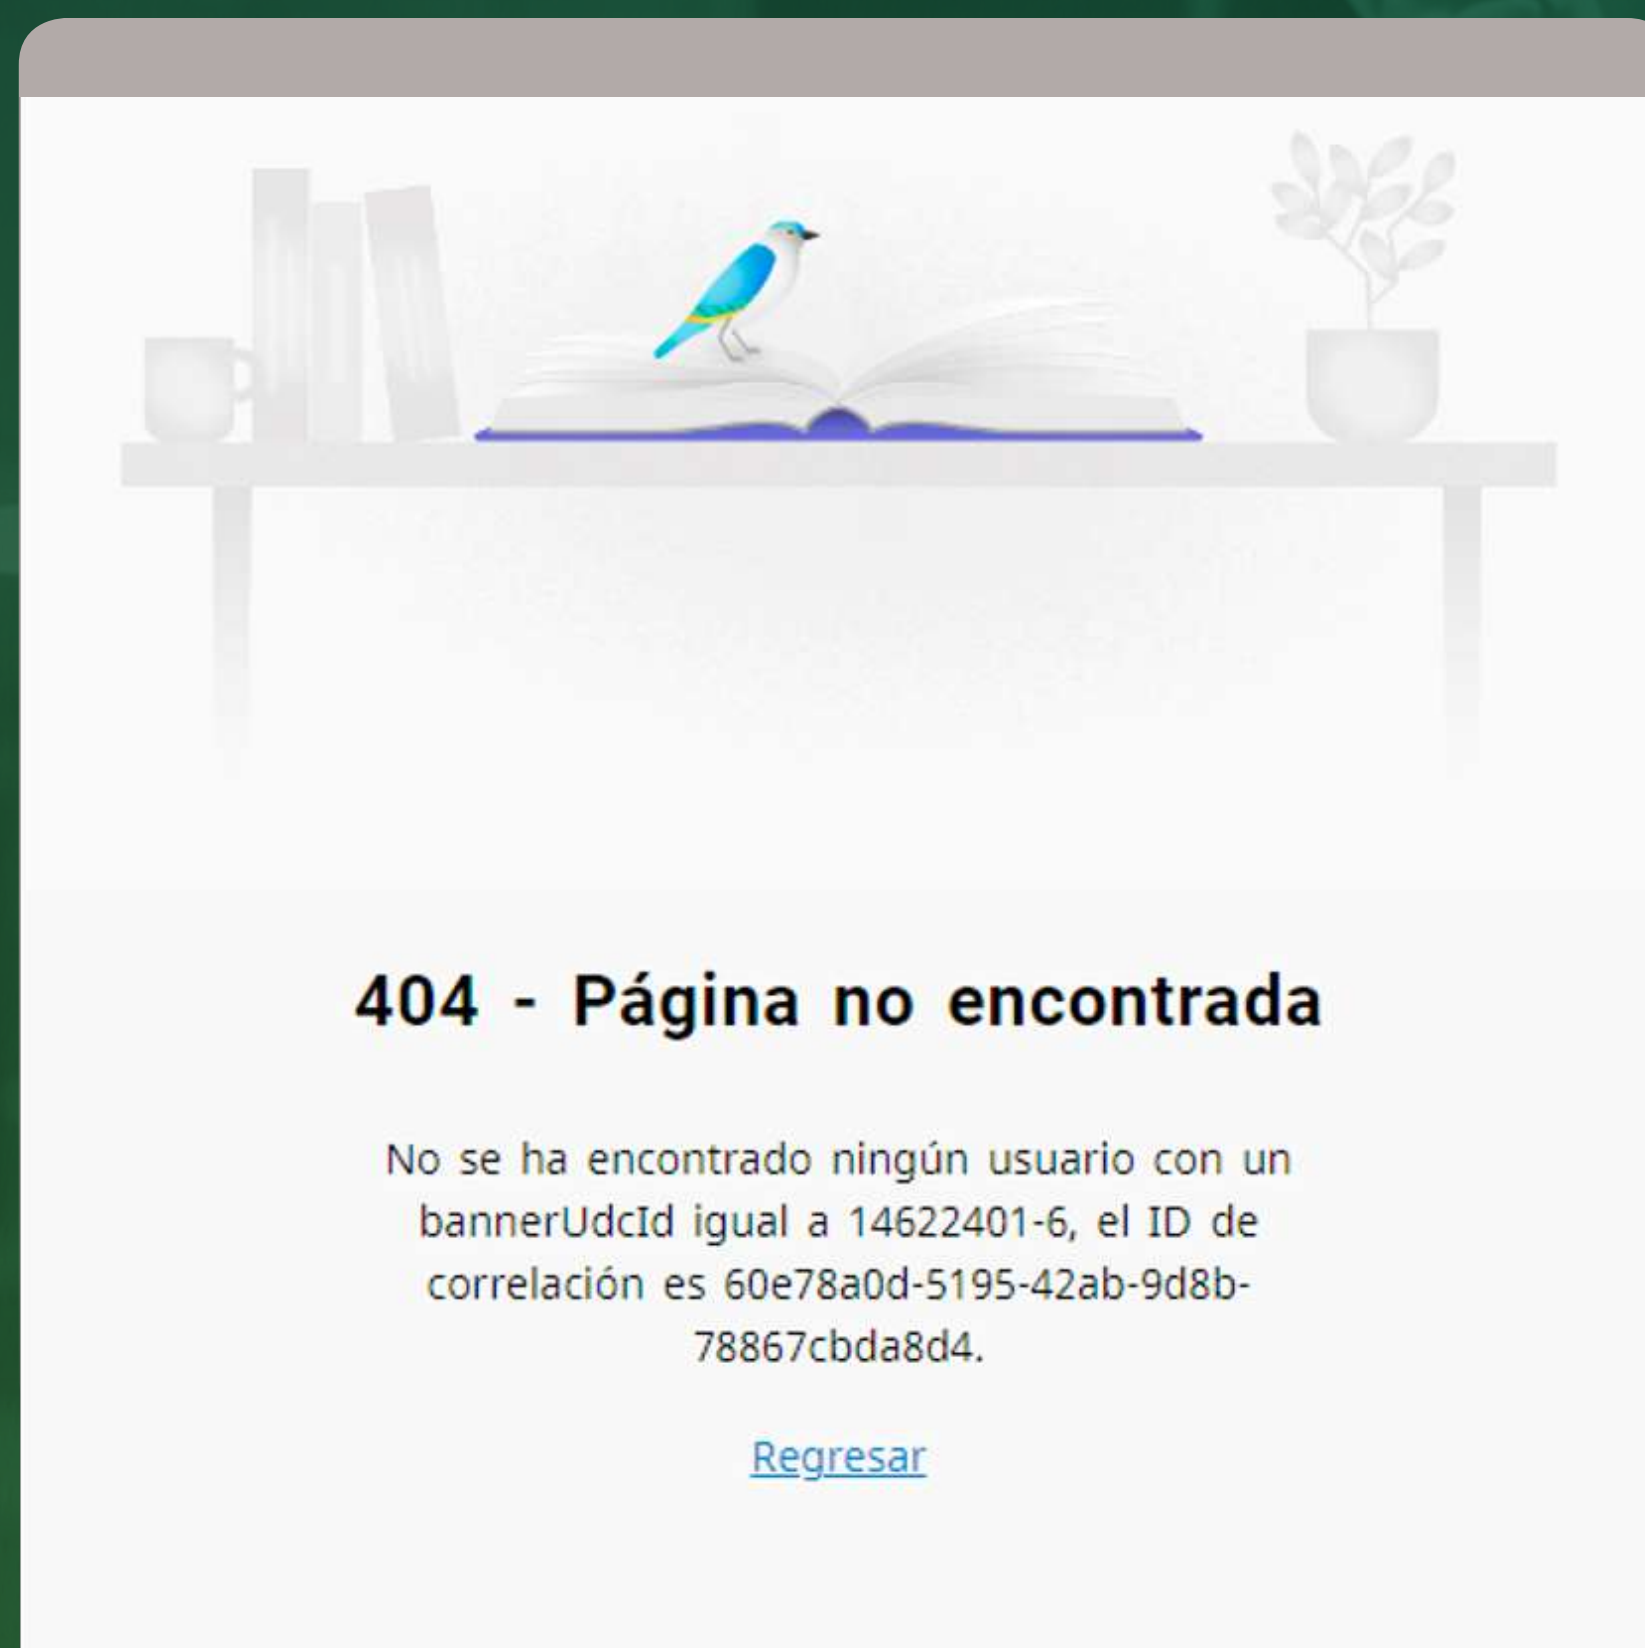 404 - Página no encontrada
No se ha encontrado ningún usuario con un
bannerUdcId igual a 14622401-6, el ID de
correlación es 60e78a0d-5195-42ab-9d8b-
78867cbda8d4.
Regresar